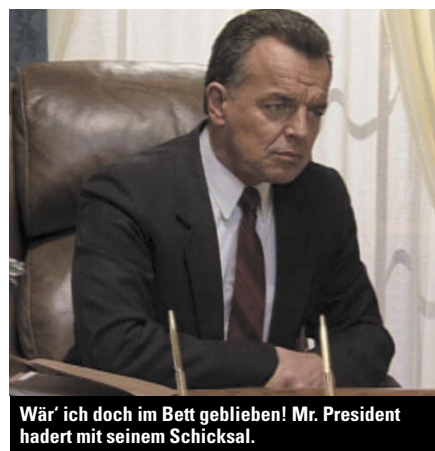 Wär‘ ich doch im Bett geblieben! Mr. President
hadert mit seinem Schicksal.